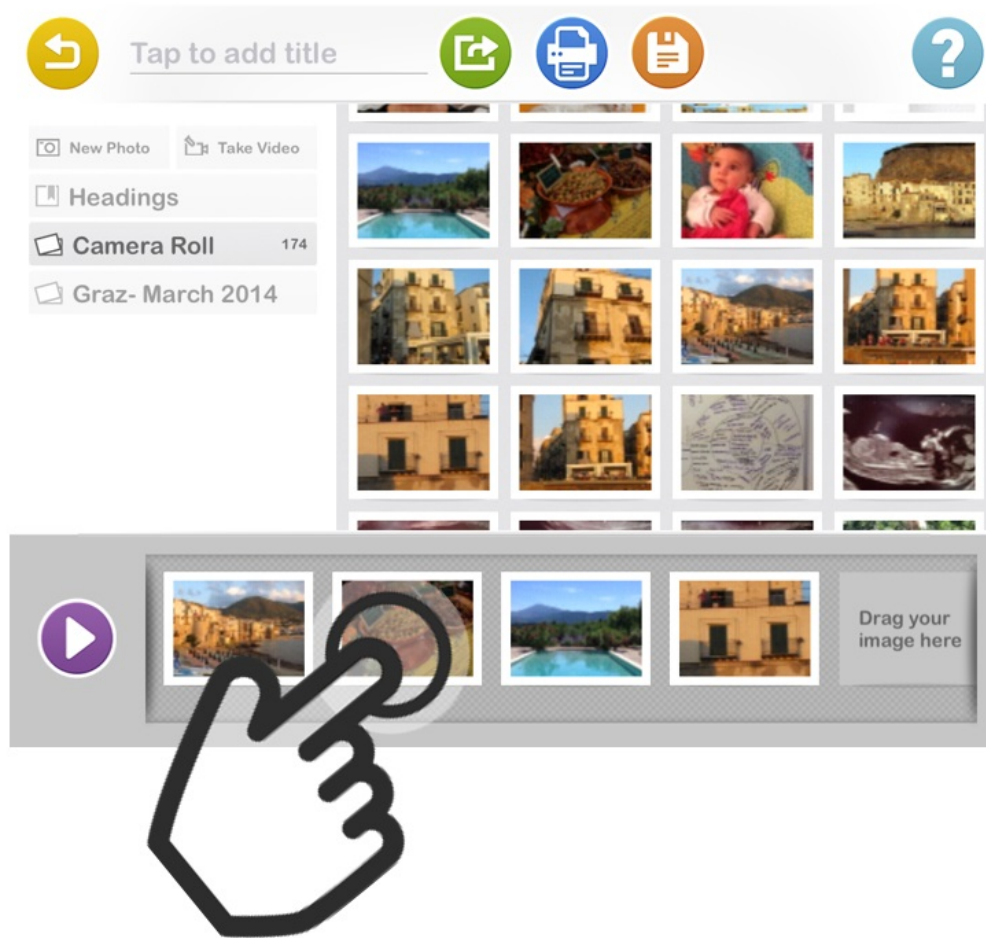 Tap to add title
?
New Photo
Take Video
Headings
Camera Roll 174
Graz- March 2014
Drag your
image here